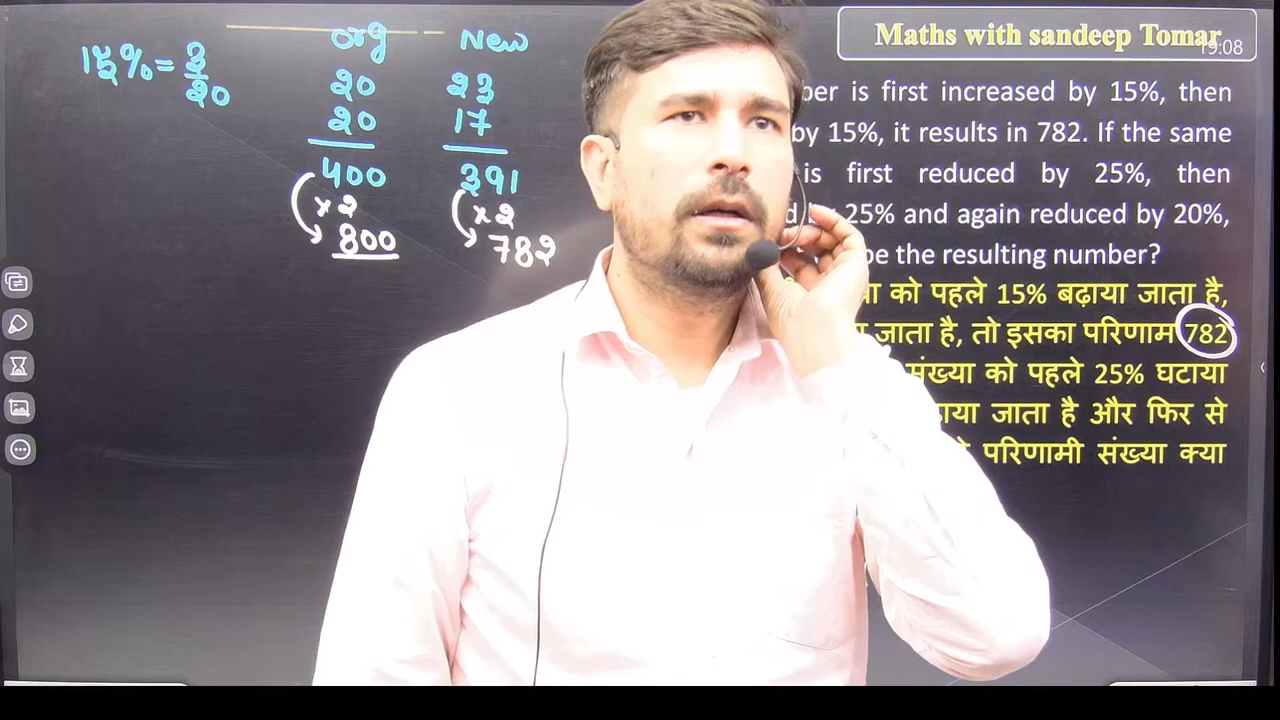 Maths with sandeep Tomar
19:08
15% = 3/20
org New
20 23
20 17
400 391
×2 ×2
800 782
is first increased by 15%, then
by 15%, it results in 782. If the same
is first reduced by 25%, then
25% and again reduced by 20%,
be the resulting number?
को पहले 15% बढ़ाया जाता है,
जाता है, तो इसका परिणाम 782
संख्या को पहले 25% घटाया
जाता है और फिर से
परिणामी संख्या क्या